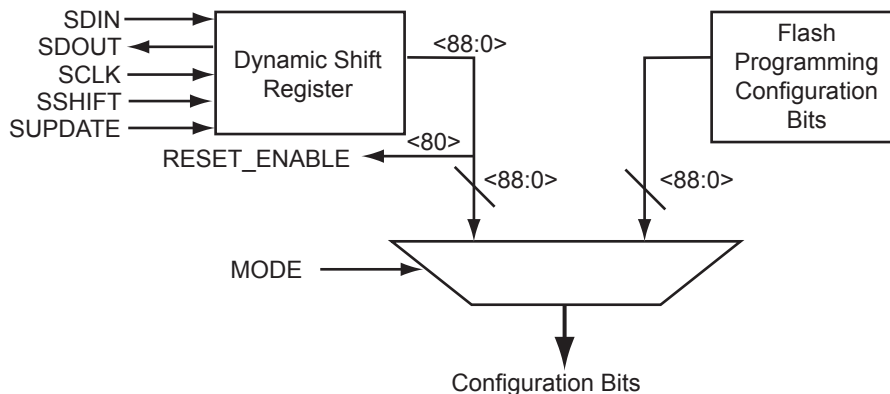 SDIN
SDOUT
SCLK
SSHIFT
SUPDATE
Dynamic Shift
Register
<88:0>
Flash
Programming
Configuration
Bits
<80>
RESET_ENABLE
<88:0>
<88:0>
MODE
Configuration Bits